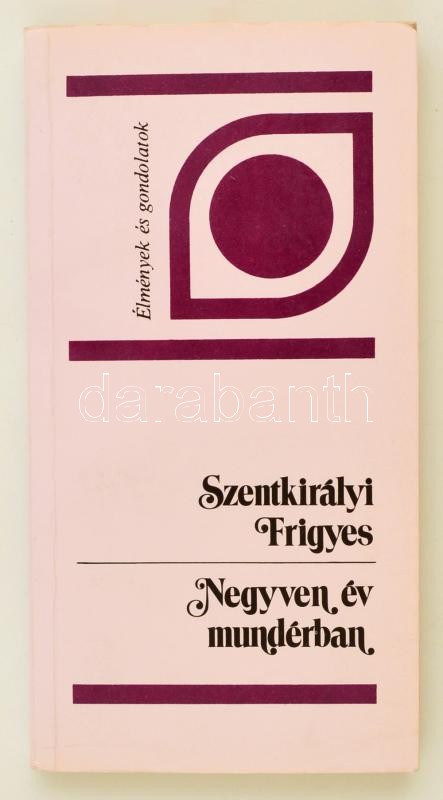 Élmények és gondolatok
darabanth
Szentkirályi
Frigyes
Negyven év
mundérban